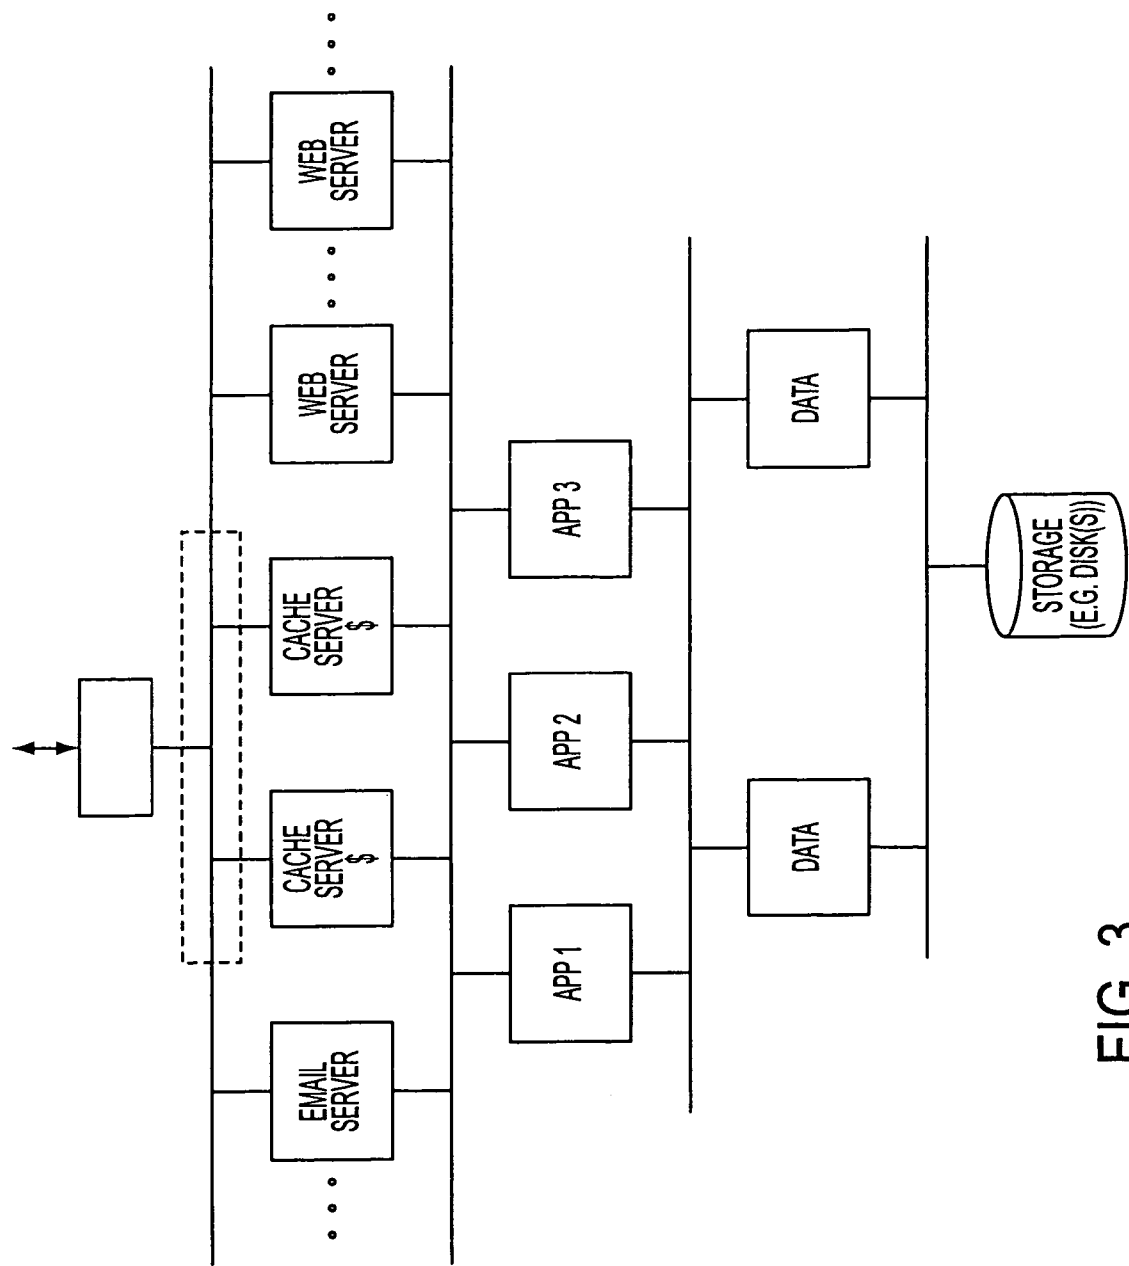 EMAIL
SERVER
CACHE
SERVER
$
CACHE
SERVER
$
WEB
SERVER
WEB
SERVER
APP 1
APP 2
APP 3
DATA
DATA
STORAGE
(E.G. DISK(S))
FIG. 3